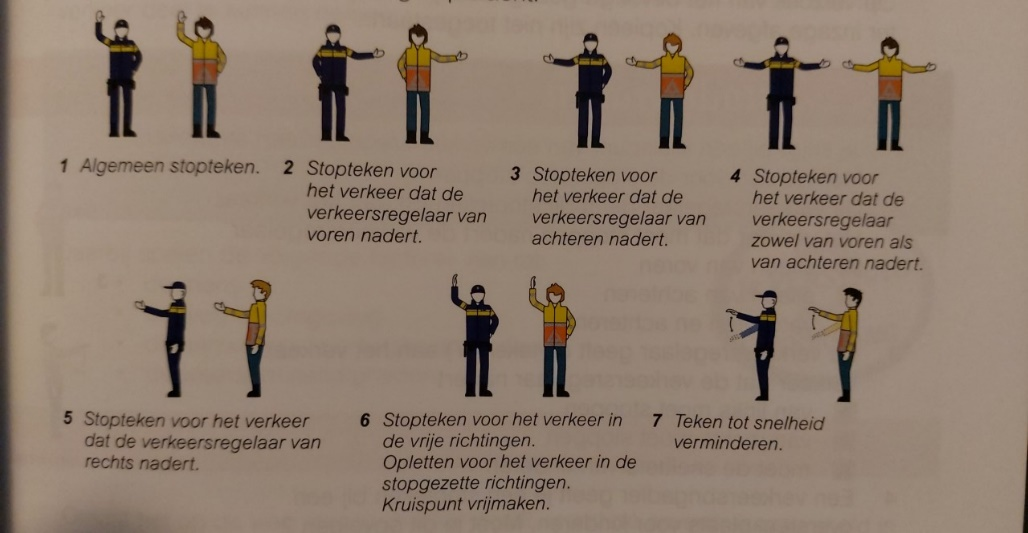 1 Algemeen stopteken.
2 Stopteken voor
het verkeer dat de
verkeersregelaar van
voren nadert.
3 Stopteken voor
het verkeer dat de
verkeersregelaar van
achteren nadert.
4 Stopteken voor
het verkeer dat de
verkeersregelaar
zowel van voren als
van achteren nadert.
5 Stopteken voor het verkeer
dat de verkeersregelaar van
rechts nadert.
6 Stopteken voor het verkeer in
de vrije richtingen.
Opletten voor het verkeer in de
stopgezette richtingen.
Kruispunt vrijmaken.
7 Teken tot snelheid
verminderen.